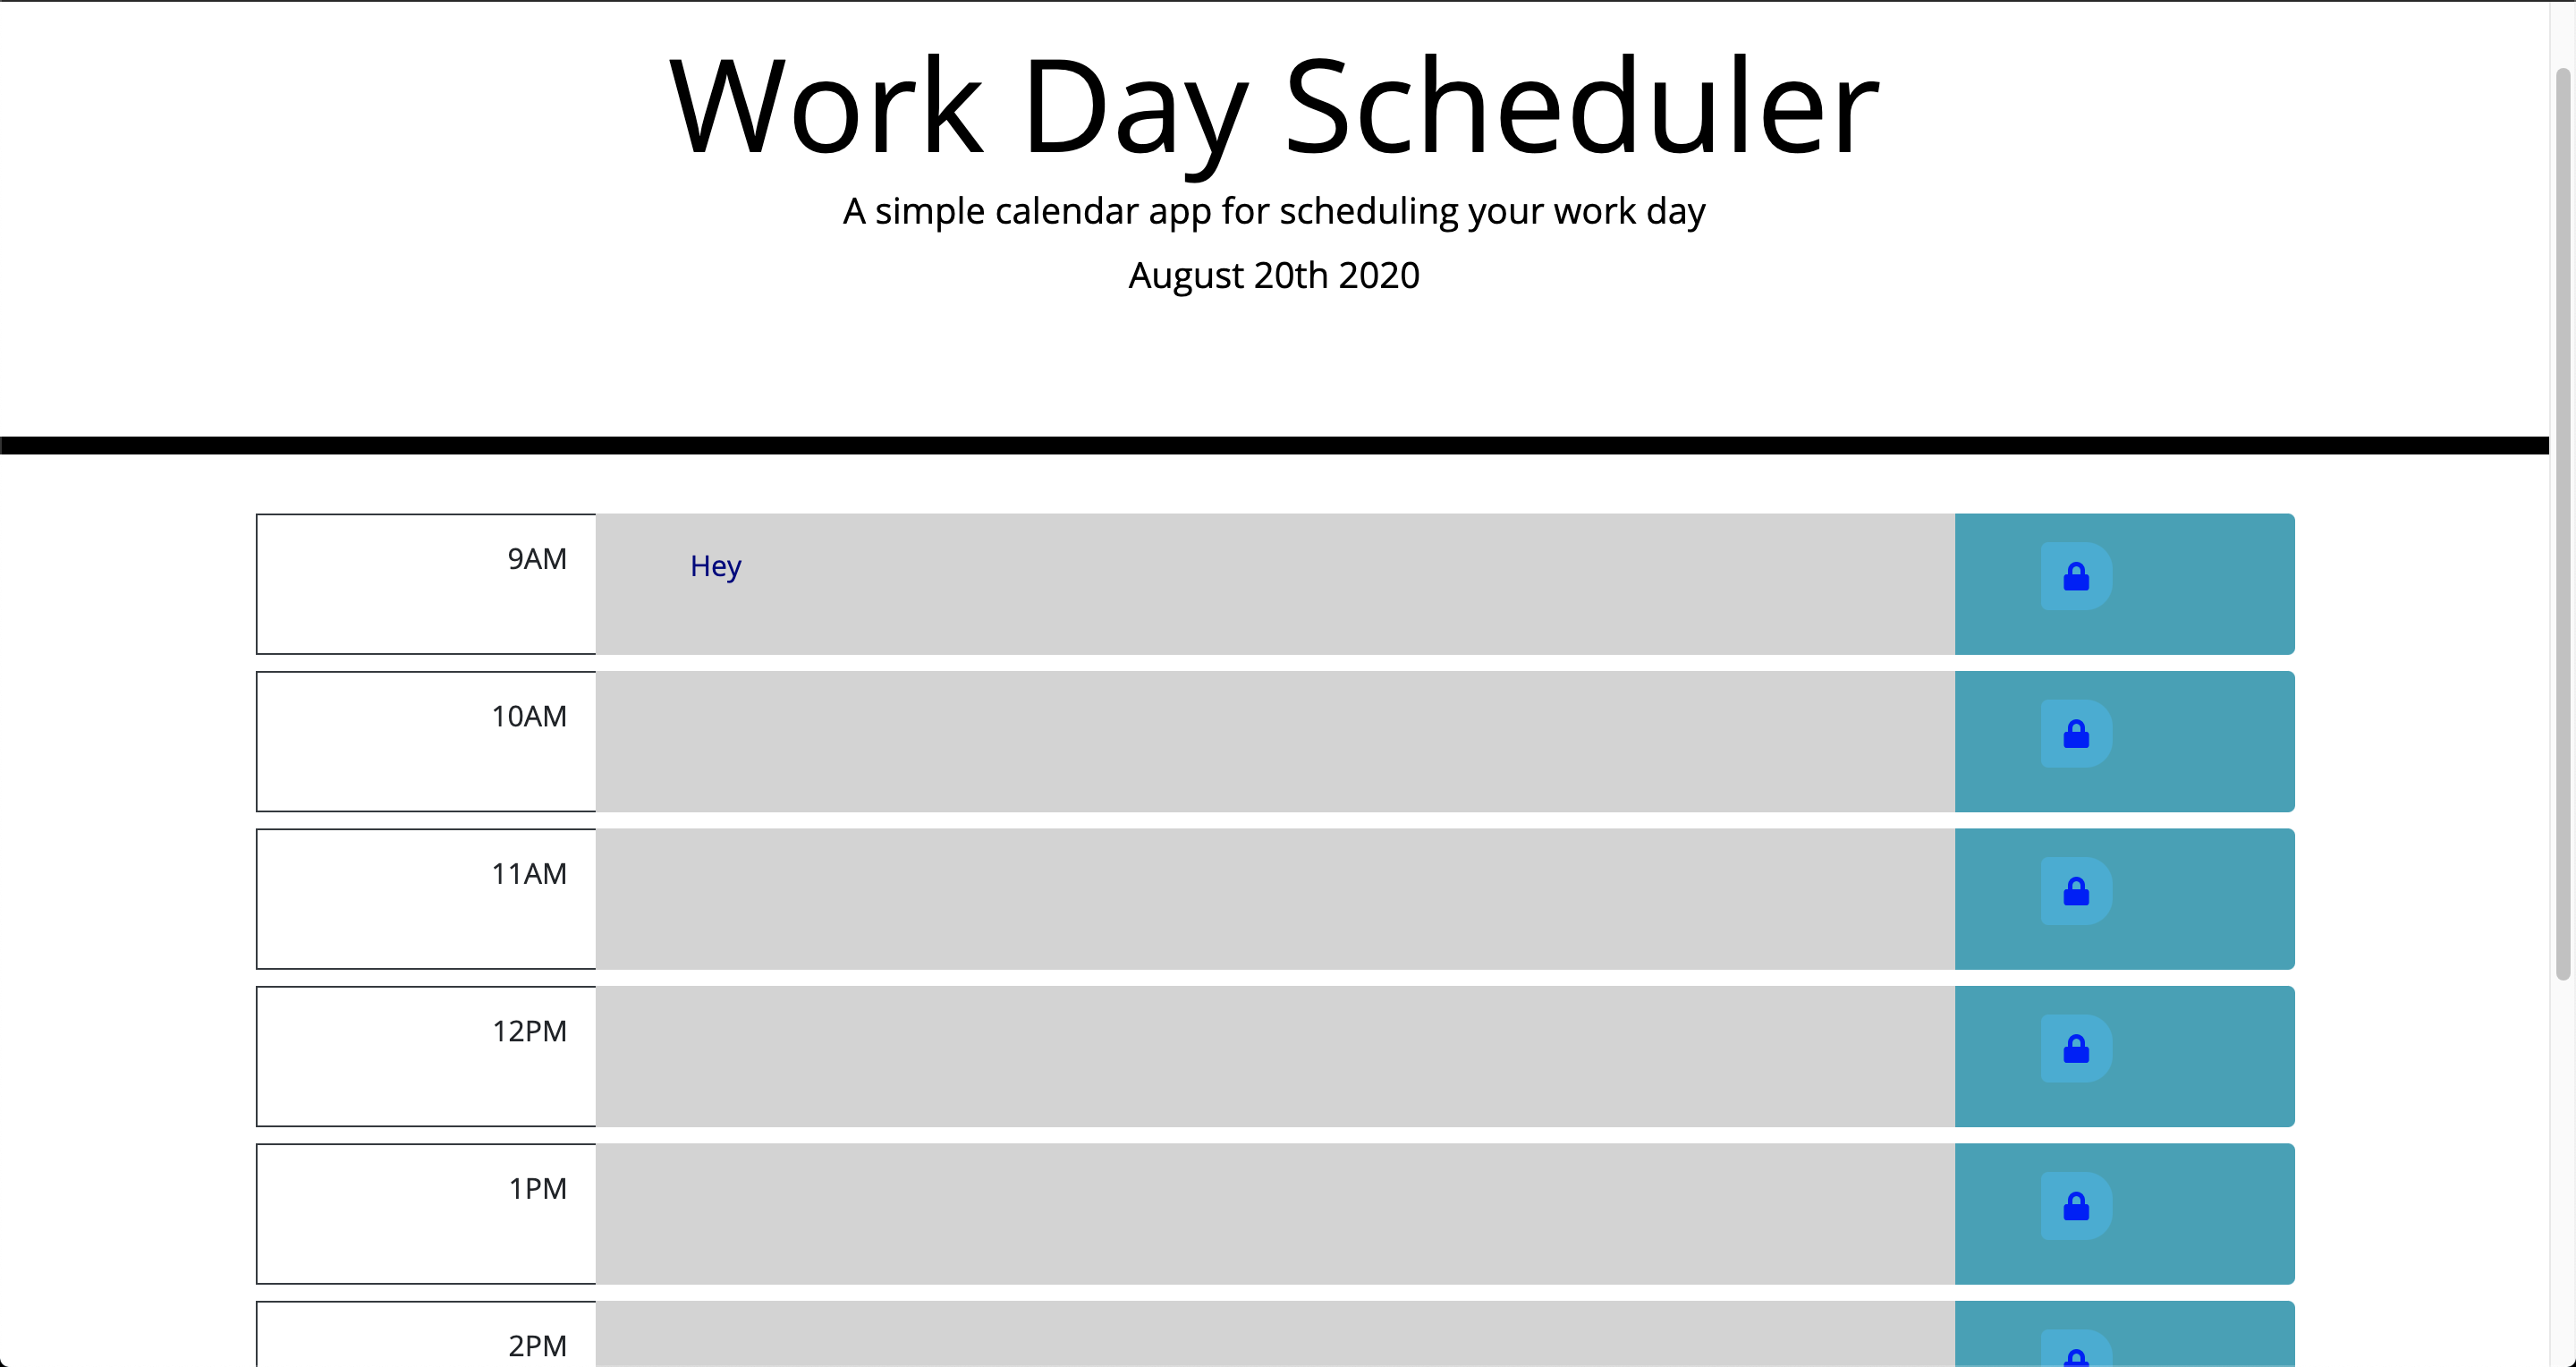 Work Day Scheduler
A simple calendar app for scheduling your work day
August 20th 2020
9AM
Hey
10AM
11AM
12PM
1PM
2PM